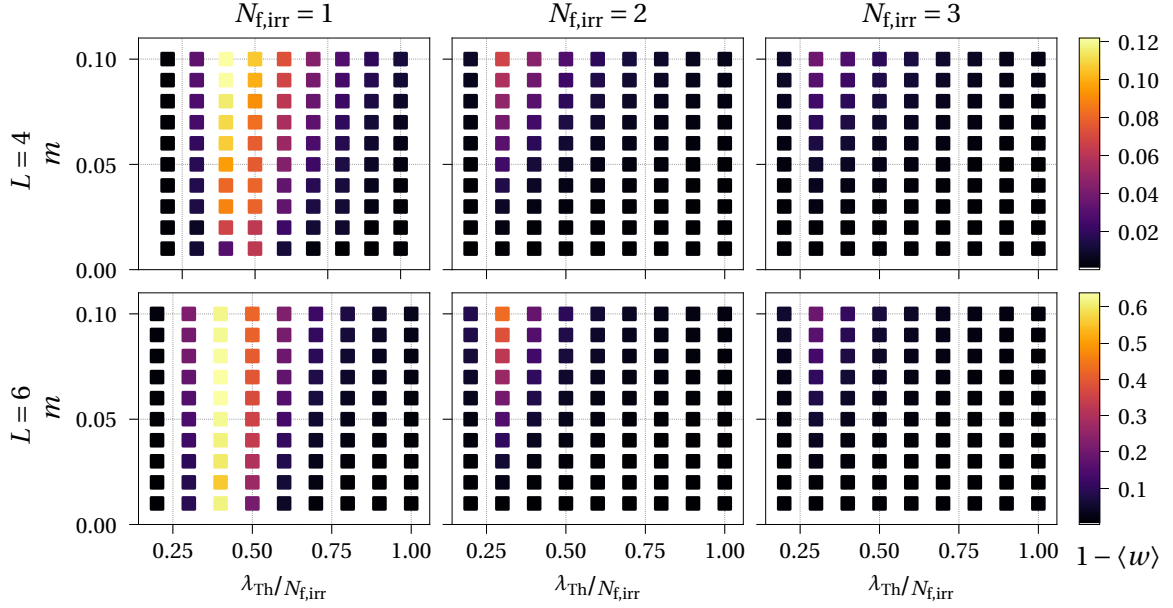 N_f,irr = 1 N_f,irr = 2 N_f,irr = 3
L = 4
m
0.10
0.05
0.00
0.12
0.10
0.08
0.06
0.04
0.02
L = 6
m
0.10
0.05
0.00
0.6
0.5
0.4
0.3
0.2
0.1
0.25 0.50 0.75 1.00 0.25 0.50 0.75 1.00 0.25 0.50 0.75 1.00
λ_Th/N_f,irr λ_Th/N_f,irr λ_Th/N_f,irr
1 − ⟨w⟩